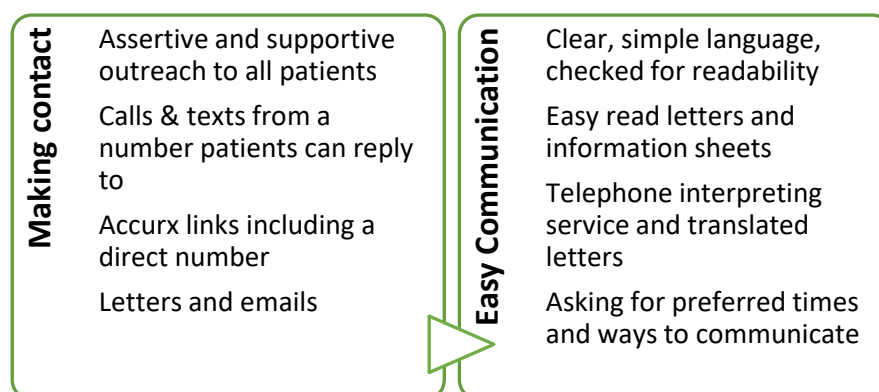 Making contact
Assertive and supportive
outreach to all patients
Calls & texts from a
number patients can reply
to
Accurx links including a
direct number
Letters and emails
Easy Communication
Clear, simple language,
checked for readability
Easy read letters and
information sheets
Telephone interpreting
service and translated
letters
Asking for preferred times
and ways to communicate